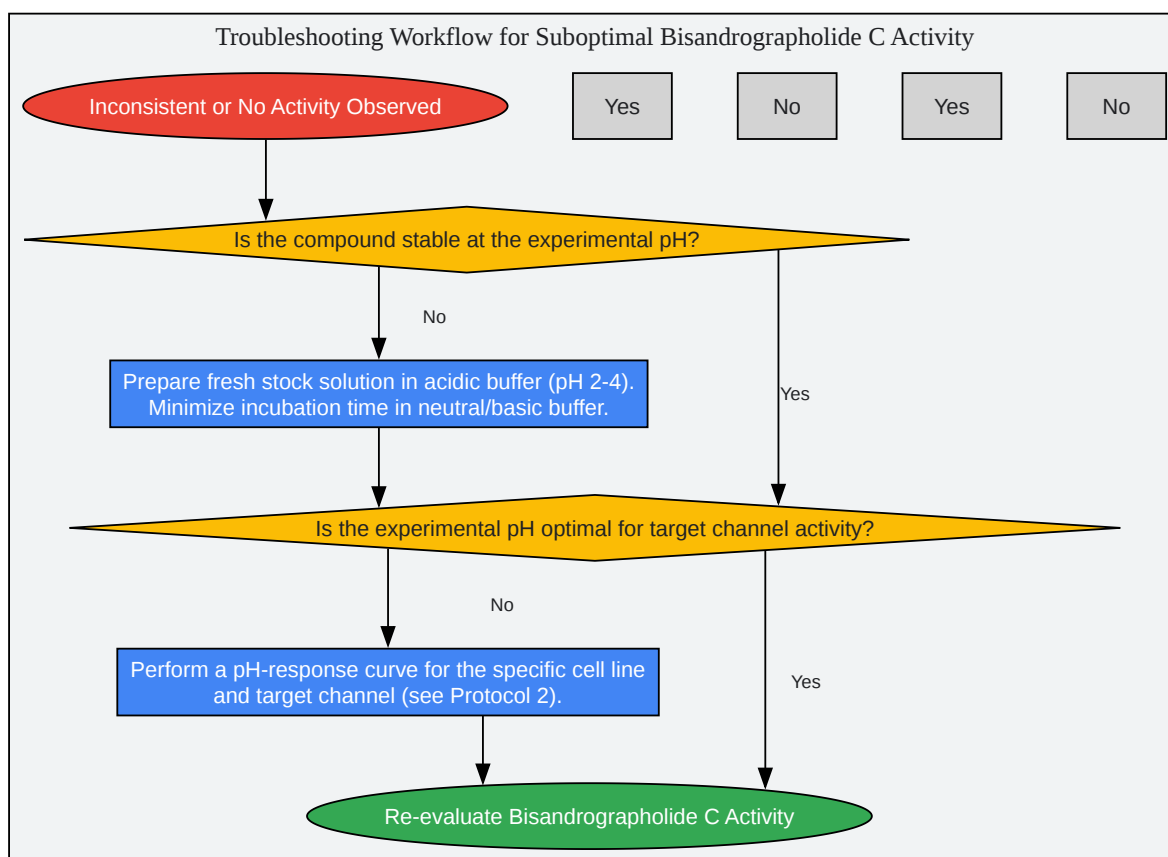 Troubleshooting Workflow for Suboptimal Bisandrographolide C Activity
Inconsistent or No Activity Observed
Yes
No
Yes
No
Is the compound stable at the experimental pH?
No
Prepare fresh stock solution in acidic buffer (pH 2-4).
Minimize incubation time in neutral/basic buffer.
Yes
Is the experimental pH optimal for target channel activity?
No
Perform a pH-response curve for the specific cell line
and target channel (see Protocol 2).
Yes
Re-evaluate Bisandrographolide C Activity